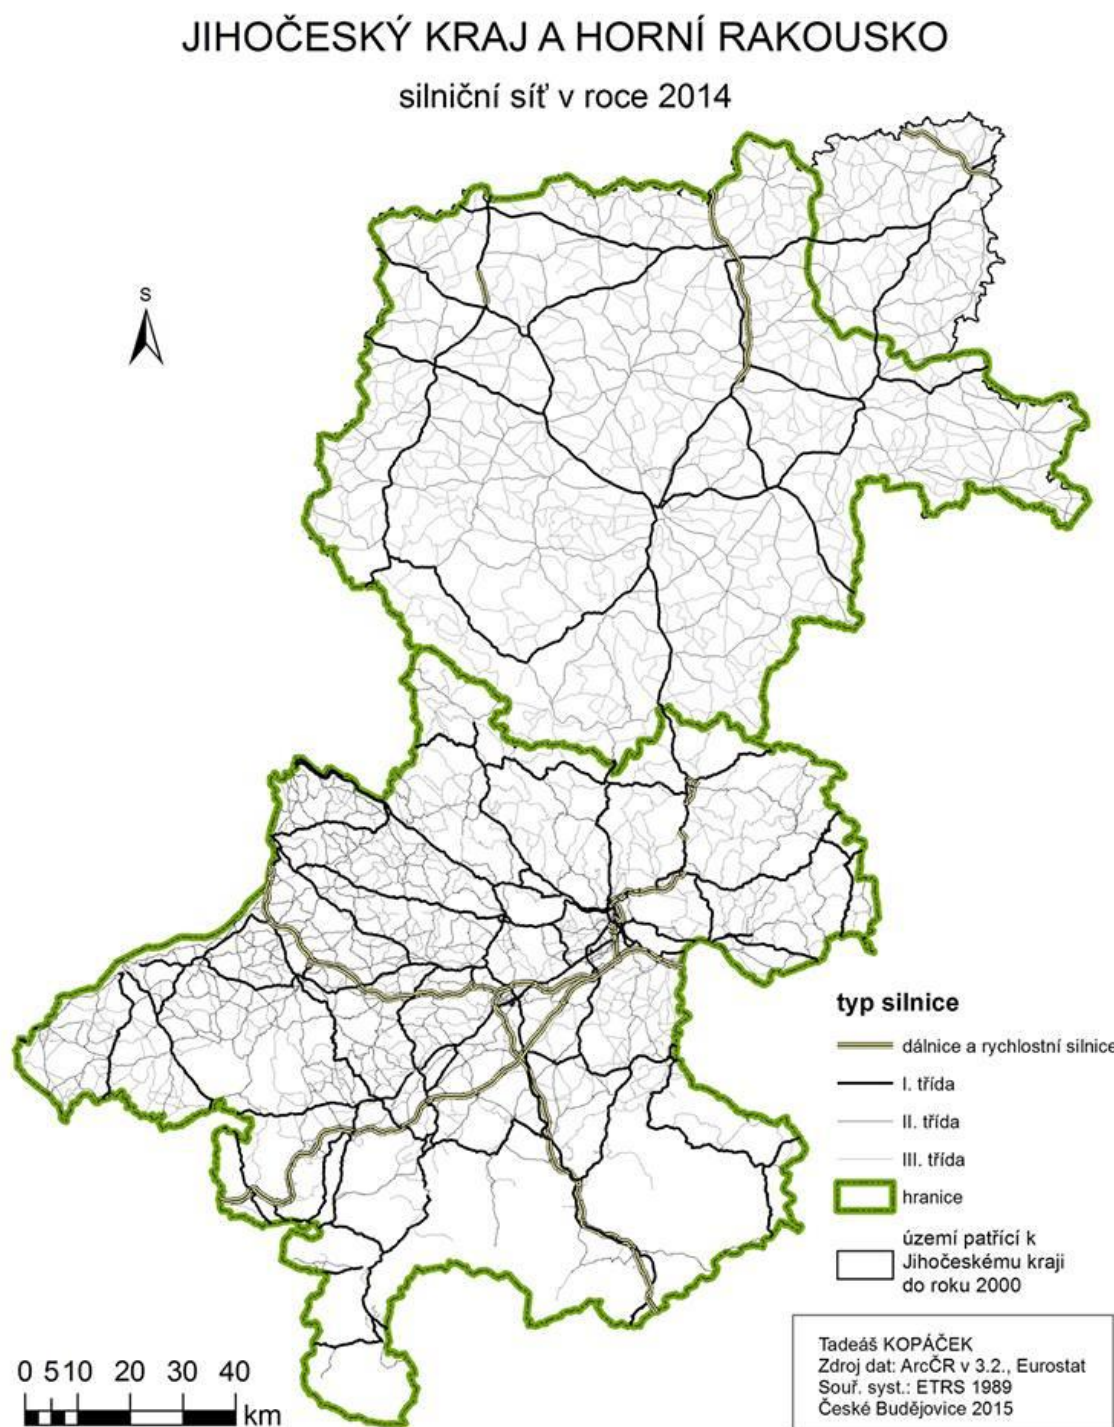 JIHOČESKÝ KRAJ A HORNÍ RAKOUSKO
silniční síť v roce 2014
S
typ silnice
dálnice a rychlostní silnice
I. třída
II. třída
III. třída
hranice
území patřící k
Jihočeskému kraji
do roku 2000
Tadeáš KOPÁČEK
Zdroj dat: ArcČR v 3.2., Eurostat
Souř. syst.: ETRS 1989
České Budějovice 2015
0 5 10 20 30 40
km